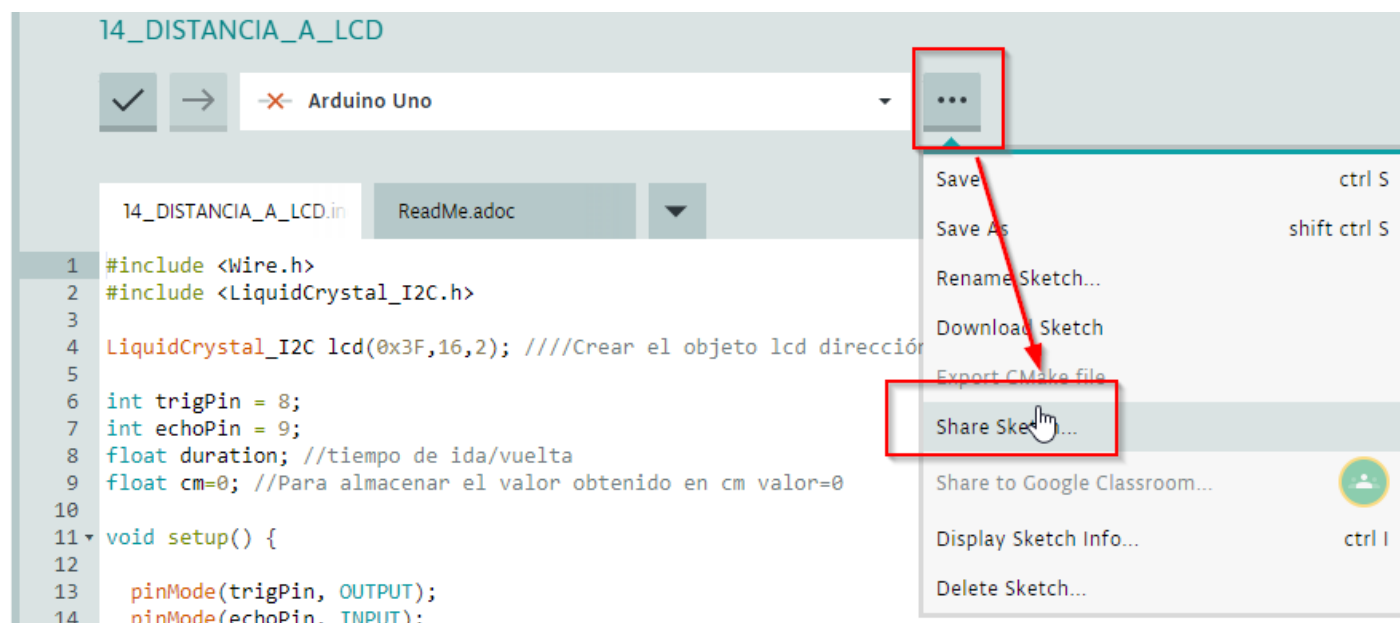 14_DISTANCIA_A_LCD
Arduino Uno
14_DISTANCIA_A_LCD.in
ReadMe.adoc
1 #include <Wire.h>
2 #include <LiquidCrystal_I2C.h>
3
4 LiquidCrystal_I2C lcd(0x3F,16,2); ////Crear el objeto lcd dirección
5
6 int trigPin = 8;
7 int echoPin = 9;
8 float duration; //tiempo de ida/vuelta
9 float cm=0; //Para almacenar el valor obtenido en cm valor=0
10
11 void setup() {
12
13 pinMode(trigPin, OUTPUT);
14 pinMode(echoPin, INPUT);
Save ctrl S
Save As shift ctrl S
Rename Sketch...
Download Sketch
Export CMake file
Share Sketch...
Share to Google Classroom...
Display Sketch Info... ctrl I
Delete Sketch...